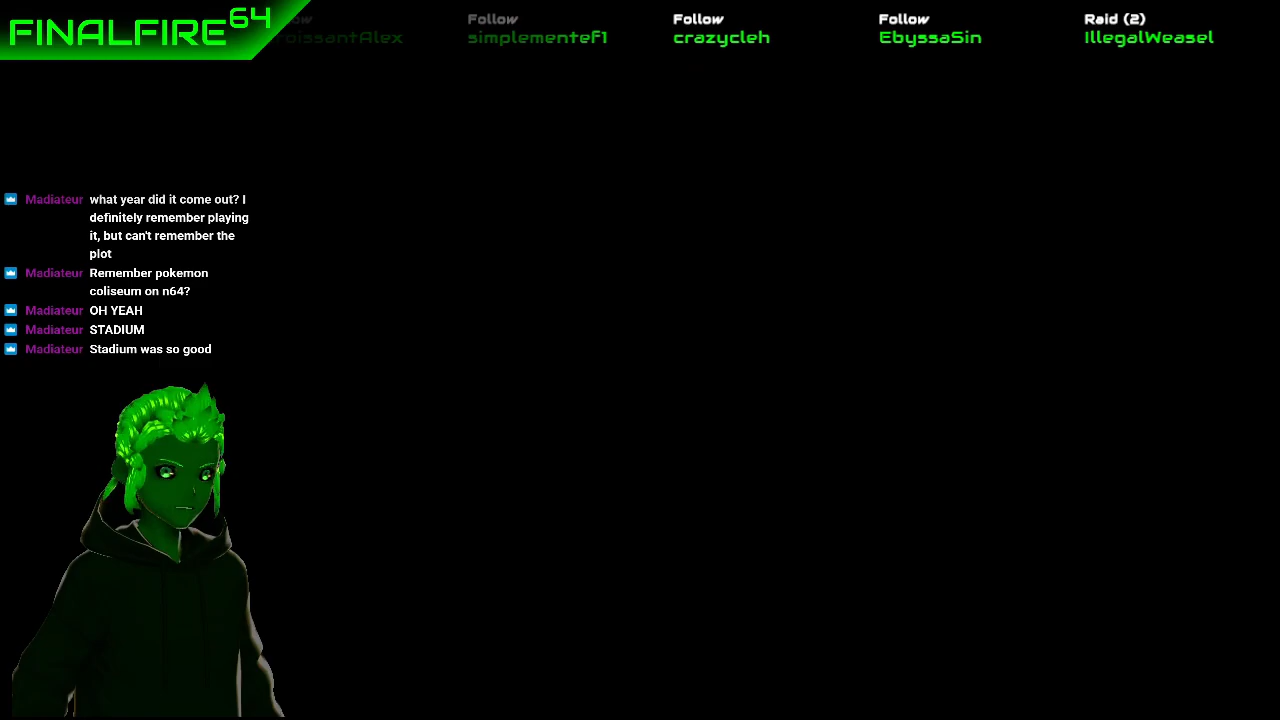 FINALFIRE64
Follow
simplementef1
Follow
crazycleh
Follow
EbyssaSin
Raid (2)
IllegalWeasel
Madiateur what year did it come out? I
definitely remember playing
it, but can't remember the
plot
Madiateur Remember pokemon
coliseum on n64?
Madiateur OH YEAH
Madiateur STADIUM
Madiateur Stadium was so good